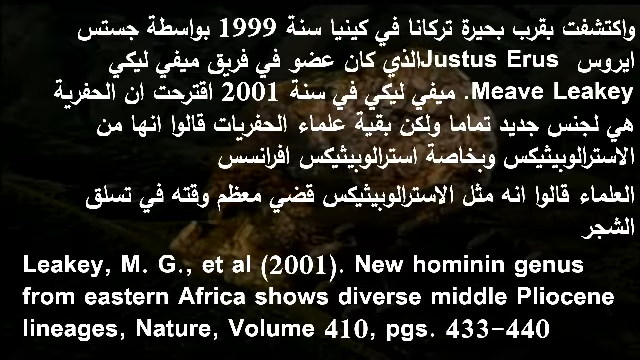 واكتشفت بقرب بحيرة تركانا في كينيا سنة 1999 بواسطة جستس
ايروس Justus Erusالذي كان عضو في فريق ميفي ليكي
Meave Leakey. ميفي ليكي في سنة 2001 اقترحت ان الحفرية
هي لجنس جديد تماما ولكن بقية علماء الحفريات قالوا انها من
الاسترالوبيثيكس وبخاصة استرالوبيثيكس افرانسس
العلماء قالوا انه مثل الاسترالوبيثيكس قضي معظم وقته في تسلق
الشجر
Leakey, M. G., et al (2001). New hominin genus
from eastern Africa shows diverse middle Pliocene
lineages, Nature, Volume 410, pgs. 433-440